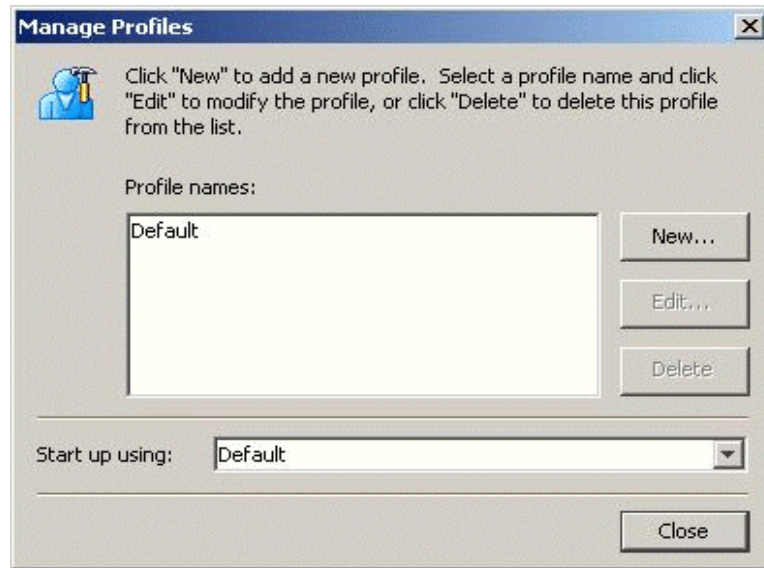 Manage Profiles
Click "New" to add a new profile. Select a profile name and click
"Edit" to modify the profile, or click "Delete" to delete this profile
from the list.
Profile names:
Default
New...
Edit...
Delete
Start up using:
Default
Close